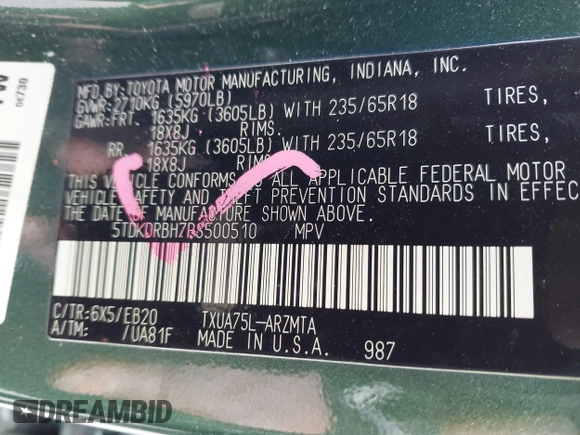 MFD.BY:TOYOTA MOTOR MANUFACTURING, INDIANA, INC.
GVWR:2710KG (5970LB)
GAWR:FRT. 1635KG (3605LB) WITH 235/65R18 TIRES,
18X8J RIMS.
RR. 1635KG (3605LB) WITH 235/65R18 TIRES,
18X8J RIMS.
THIS VEHICLE CONFORMS TO ALL APPLICABLE FEDERAL MOTOR
VEHICLE SAFETY AND THEFT STANDARDS IN EFFEC
THE DATE OF MANUFACTURE SHOWN ABOVE.
5TDKDRBH7RS500510 MPV
C/TR:6X5/EB20 TXUA75L-ARZMTA
A/TM: /UA81F MADE IN U.S.A. 987
0E730
DREAMBID